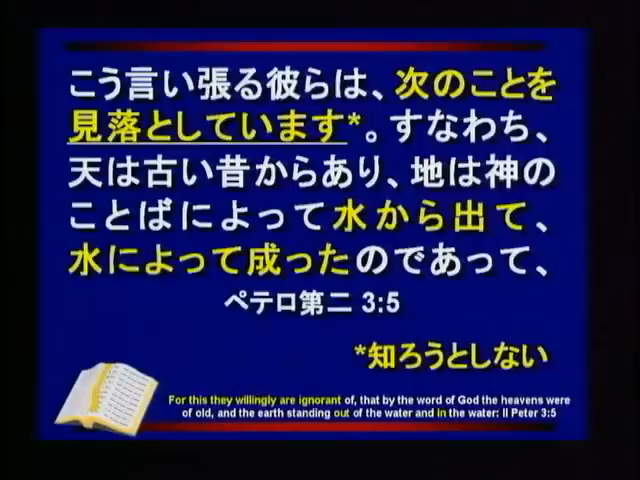 こう言い張る彼らは、次のことを
見落としています*。すなわち、
天は古い昔からあり、地は神の
ことばによって水から出て、
水によって成ったのであって、
ペテロ第二 3:5
*知ろうとしない
For this they willingly are ignorant of, that by the word of God the heavens were
of old, and the earth standing out of the water and in the water: II Peter 3:5